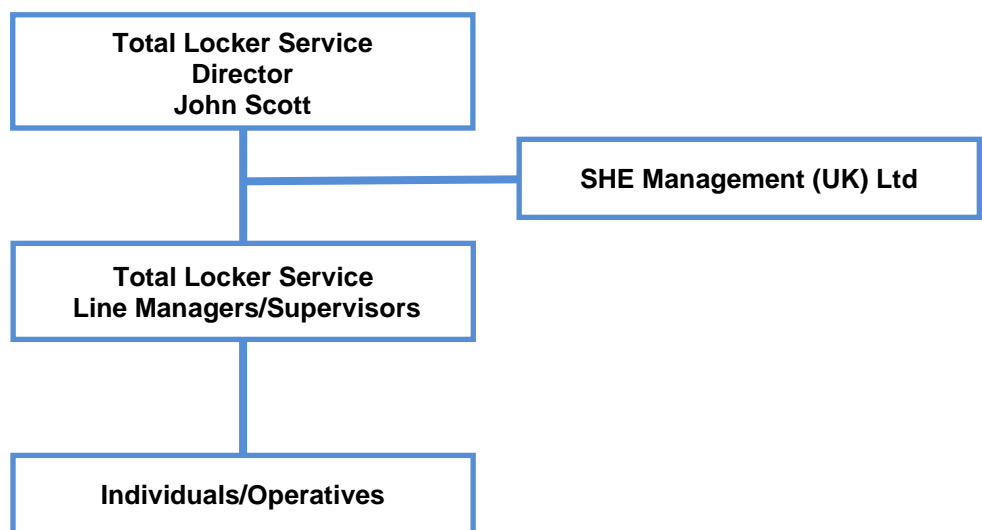 Total Locker Service
Director
John Scott
SHE Management (UK) Ltd
Total Locker Service
Line Managers/Supervisors
Individuals/Operatives